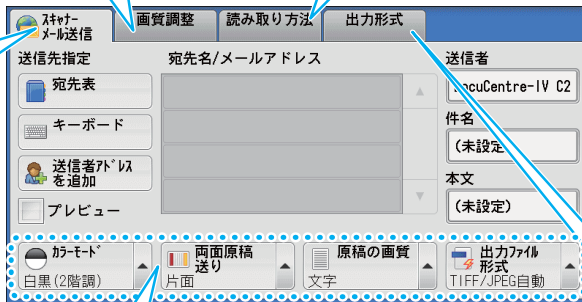 スキャナー
メール送信
画質調整
読み取り方法
出力形式
送信先指定
宛先名/メールアドレス
送信者
宛先表
キーボード
送信者アドレス
を追加
プレビュー
ocuCentre-IV C2
件名
(未設定)
本文
(未設定)
カラーモード
白黒(2階調)
両面原稿
送り
片面
原稿の画質
文字
出力ファイル
形式
TIFF/JPEG自動